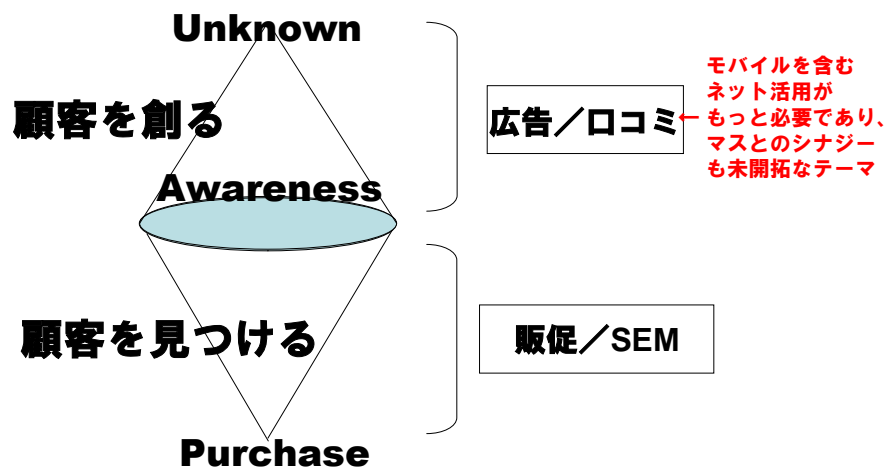 Unknown
顧客を創る
広告／口コミ
←
モバイルを含む
ネット活用が
もっと必要であり、
マスとのシナジー
も未開拓なテーマ
Awareness
顧客を見つける
販促／SEM
Purchase